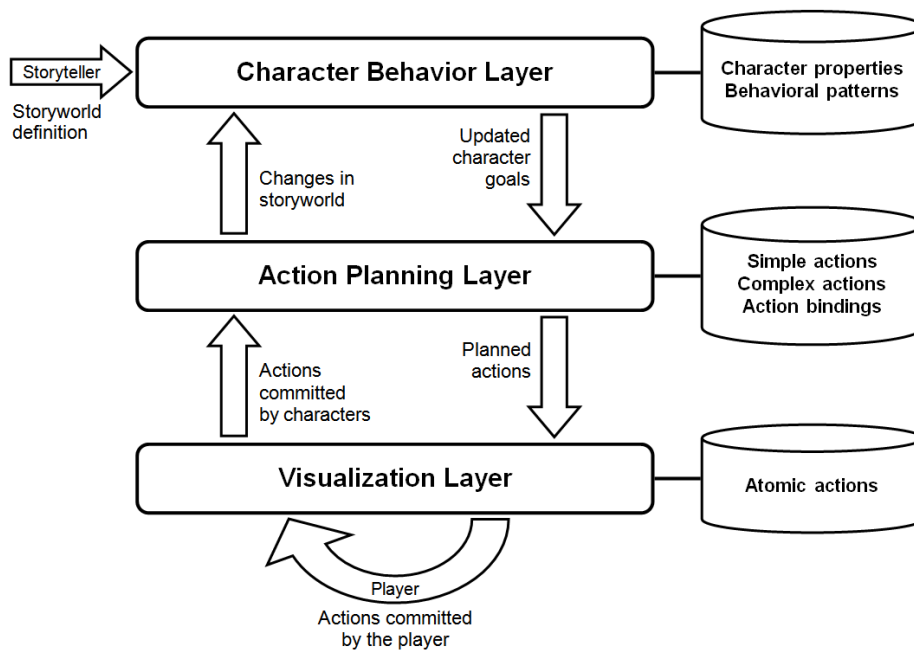 Storyteller
Storyworld
definition
Character Behavior Layer
Character properties
Behavioral patterns
Changes in
storyworld
Updated
character
goals
Action Planning Layer
Simple actions
Complex actions
Action bindings
Actions
committed
by characters
Planned
actions
Visualization Layer
Atomic actions
Player
Actions committed
by the player